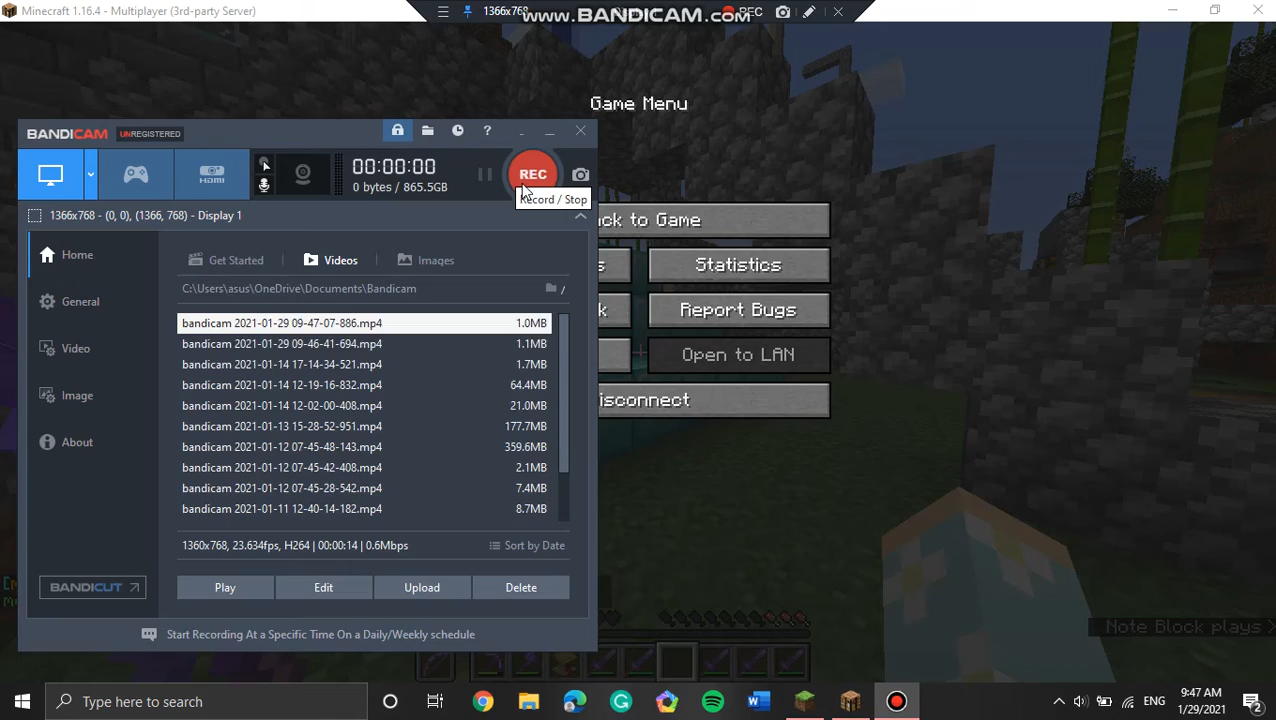 Minecraft 1.16.4 - Multiplayer (3rd-party Server)
1366x768
www.BANDICAM.com
REC
Game Menu
BANDICAM
UNREGISTERED
?
HDMI
00:00:00
0 bytes / 865.5GB
REC
Record / Stop
1366x768 - (0, 0), (1366, 768) - Display 1
ck to Game
Home
Get Started
Videos
Images
s
Statistics
C:\Users\asus\OneDrive\Documents\Bandicam
/
General
k
Report Bugs
bandicam 2021-01-29 09-47-07-886.mp4 1.0MB
bandicam 2021-01-29 09-46-41-694.mp4 1.1MB
Video
Open to LAN
bandicam 2021-01-14 17-14-34-521.mp4 1.7MB
bandicam 2021-01-14 12-19-16-832.mp4 64.4MB
Image
isconnect
bandicam 2021-01-14 12-02-00-408.mp4 21.0MB
bandicam 2021-01-13 15-28-52-951.mp4 177.7MB
About
bandicam 2021-01-12 07-45-48-143.mp4 359.6MB
bandicam 2021-01-12 07-45-42-408.mp4 2.1MB
bandicam 2021-01-12 07-45-28-542.mp4 7.4MB
bandicam 2021-01-11 12-40-14-182.mp4 8.7MB
1360x768, 23.634fps, H264 | 00:00:14 | 0.6Mbps
Sort by Date
BANDICUT
Play
Edit
Upload
Delete
Start Recording At a Specific Time On a Daily/Weekly schedule
Note Block plays >
Type here to search
ENG
9:47 AM
1/29/2021
2